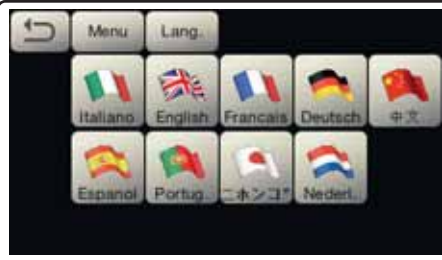 Menu Lang.
Italiano English Francais Deutsch 中文
Espanol Portug. ニホンゴ Nederl.